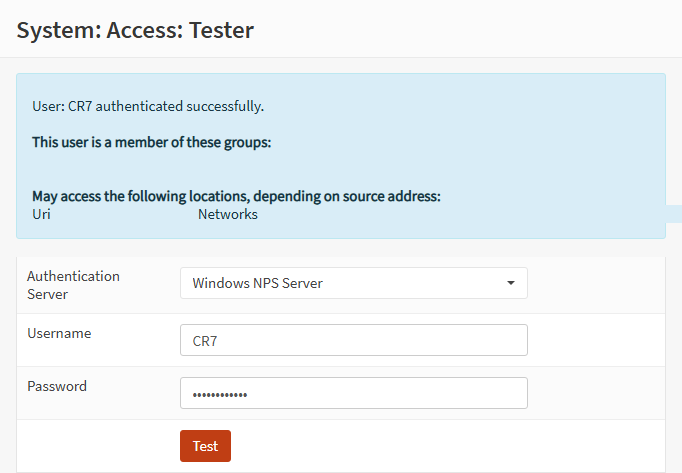 System: Access: Tester
User: CR7 authenticated successfully.
This user is a member of these groups:
May access the following locations, depending on source address:
Uri Networks
Authentication Server Windows NPS Server
Username CR7
Password ••••••••••••
Test